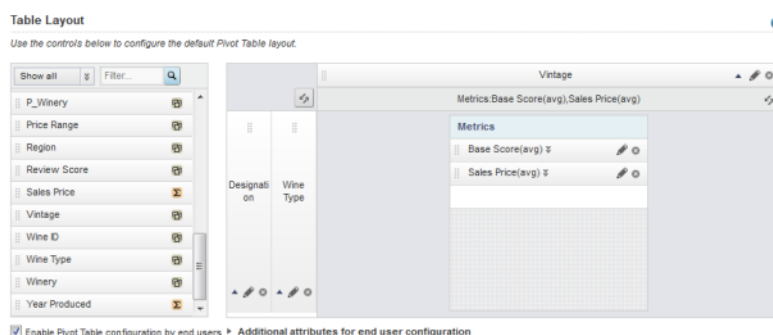 Table Layout
Use the controls below to configure the default Pivot Table layout.
Show all
Filter...
P_Winery
Price Range
Region
Review Score
Sales Price
Vintage
Wine ID
Wine Type
Winery
Year Produced
Vintage
Metrics:Base Score(avg),Sales Price(avg)
Designati
on
Wine
Type
Metrics
Base Score(avg)
Sales Price(avg)
Enable Pivot Table configuration by end users
Additional attributes for end user configuration